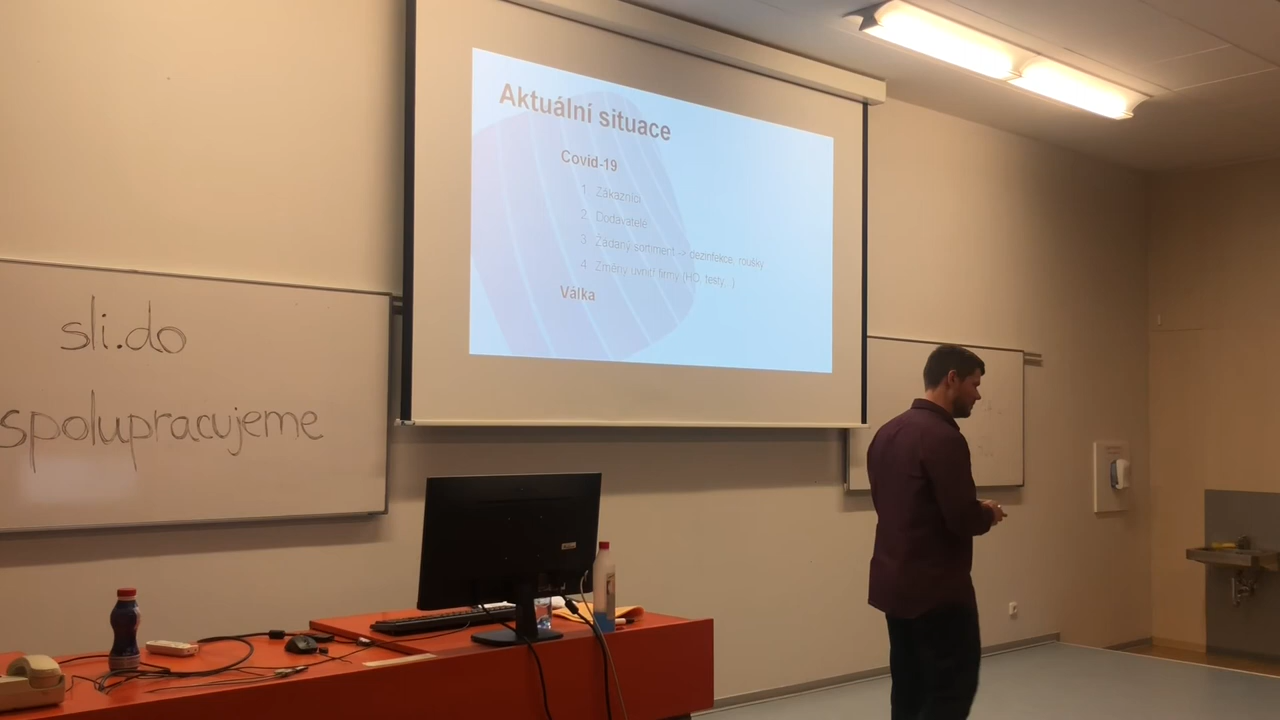 Aktuální situace
Covid-19
1. Zákazníci
2. Dodavatelé
3. Žádaný sortiment -> dezinfekce, roušky
4. Změny uvnitř firmy (HO, testy, ..)
Válka
sli.do
spolupracujeme